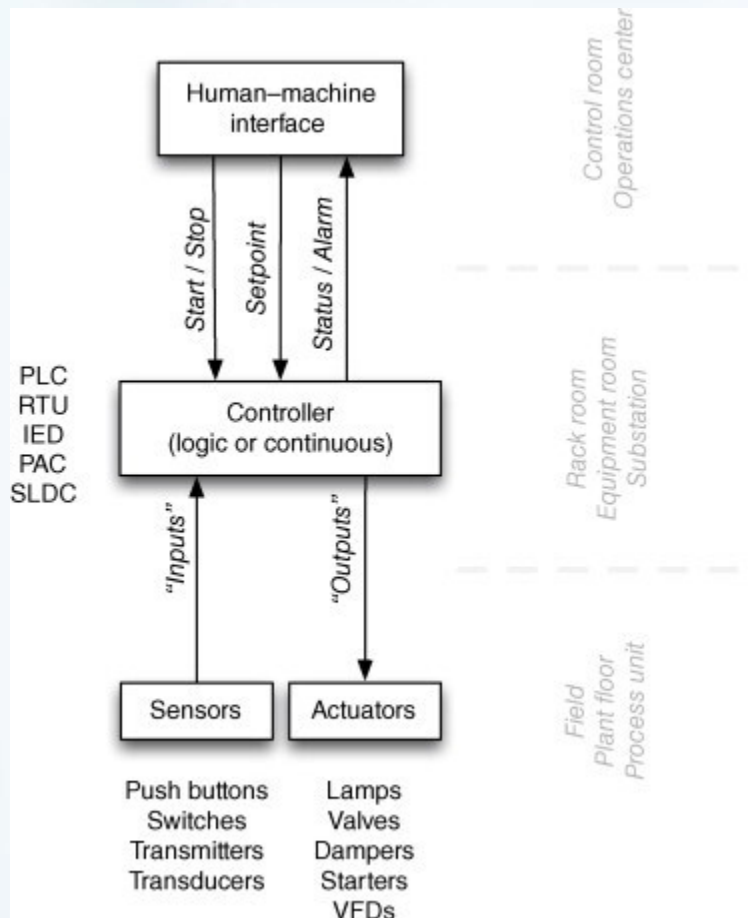 Human–machine
interface
Control room
Operations center
Start / Stop
Setpoint
Status / Alarm
PLC
RTU
IED
PAC
SLDC
Controller
(logic or continuous)
Rack room
Equipment room
Substation
“Inputs”
“Outputs”
Sensors
Actuators
Field
Plant floor
Process unit
Push buttons
Switches
Transmitters
Transducers
Lamps
Valves
Dampers
Starters
VFDs